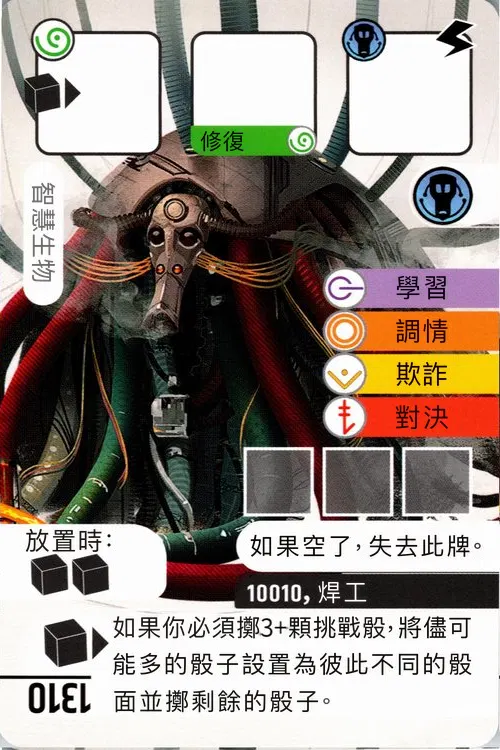 修復
智慧生物
學習
調情
欺詐
對決
放置時：
如果空了，失去此牌。
10010, 焊工
如果你必須擲3+顆挑戰骰，將儘可
能多的骰子設置為彼此不同的骰
面並擲剩餘的骰子。
1310